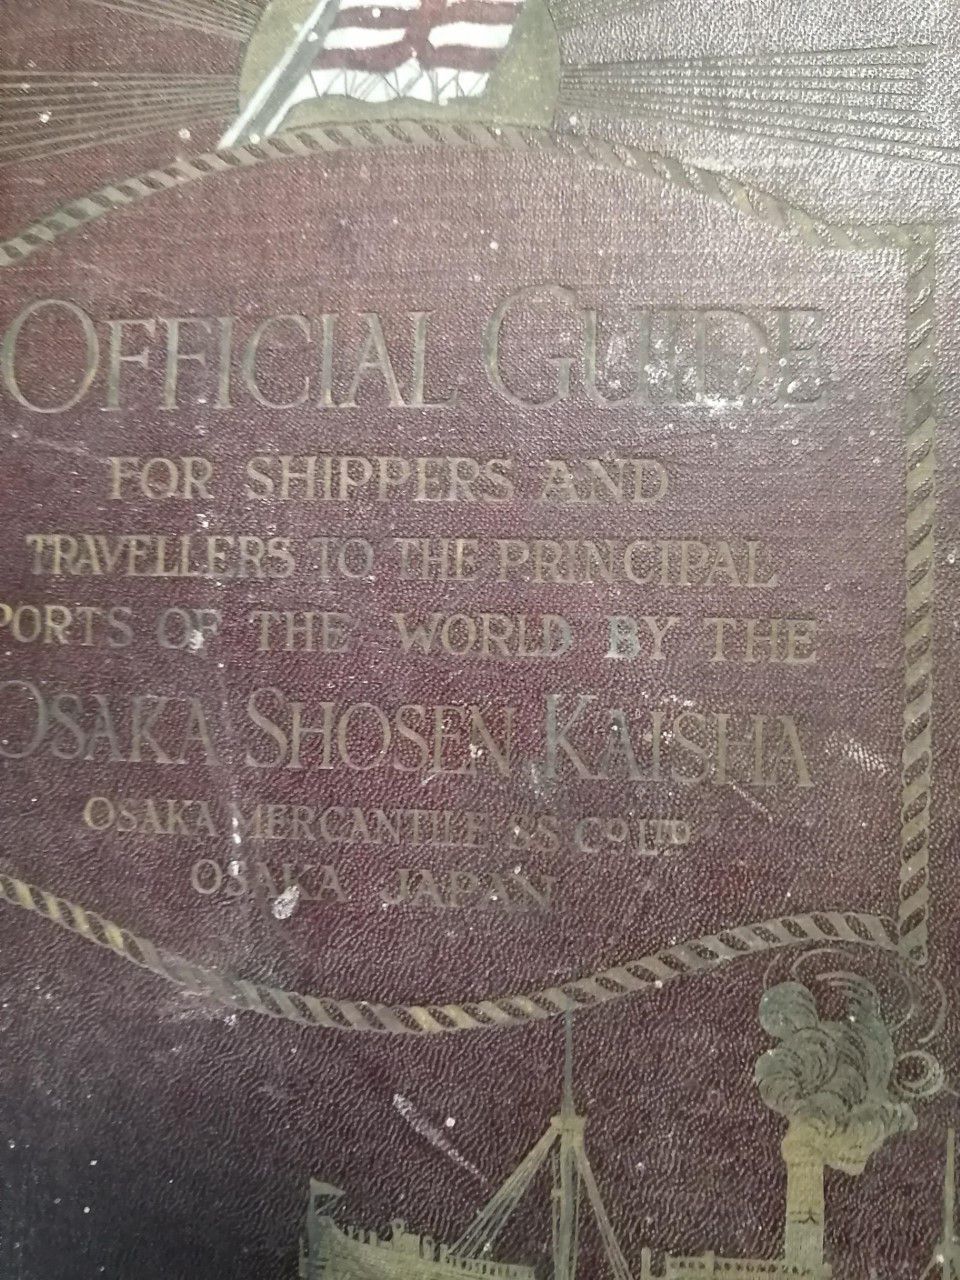 OFFICIAL GUIDE
FOR SHIPPERS AND
TRAVELLERS TO THE PRINCIPAL
PORTS OF THE WORLD BY THE
OSAKA SHOSEN KAISHA
OSAKA MERCANTILE SS CO LTD
OSAKA JAPAN